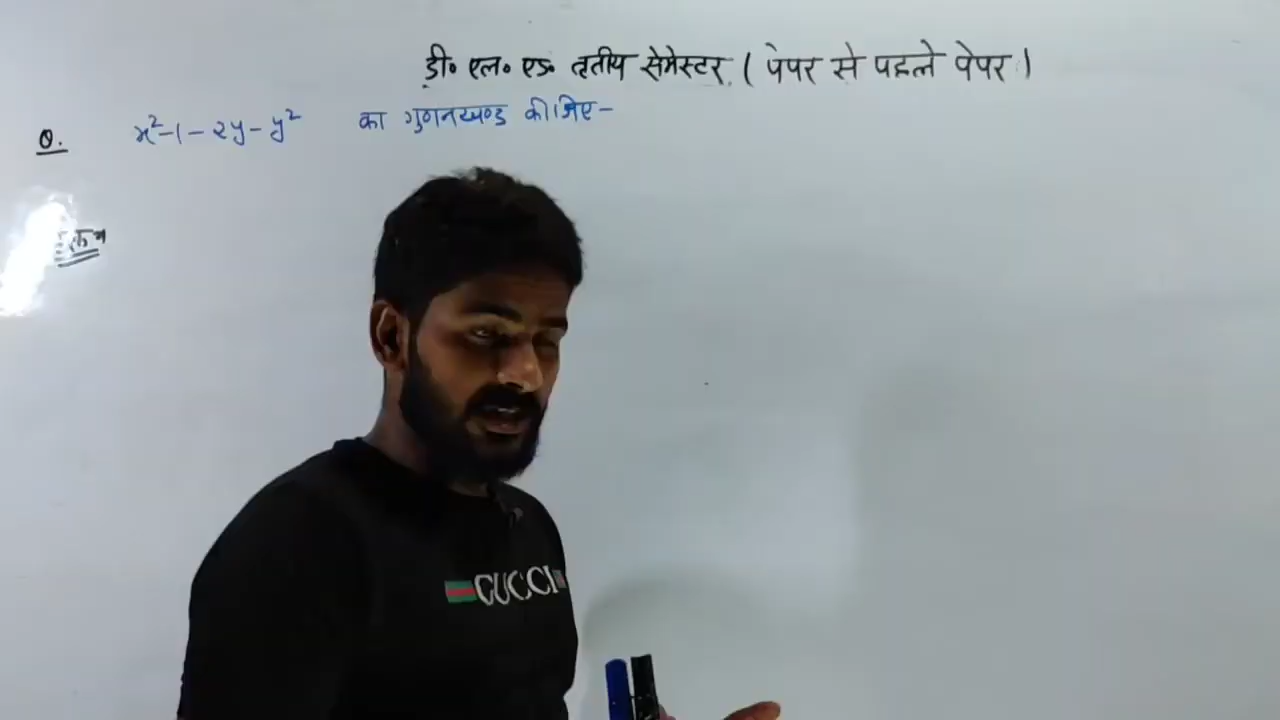 डी॰ एल॰ एड॰ तृतीय सेमेस्टर ( पेपर से पहले पेपर )
Q. x²-1-2y-y² का गुणनखण्ड कीजिए-
GUCCI